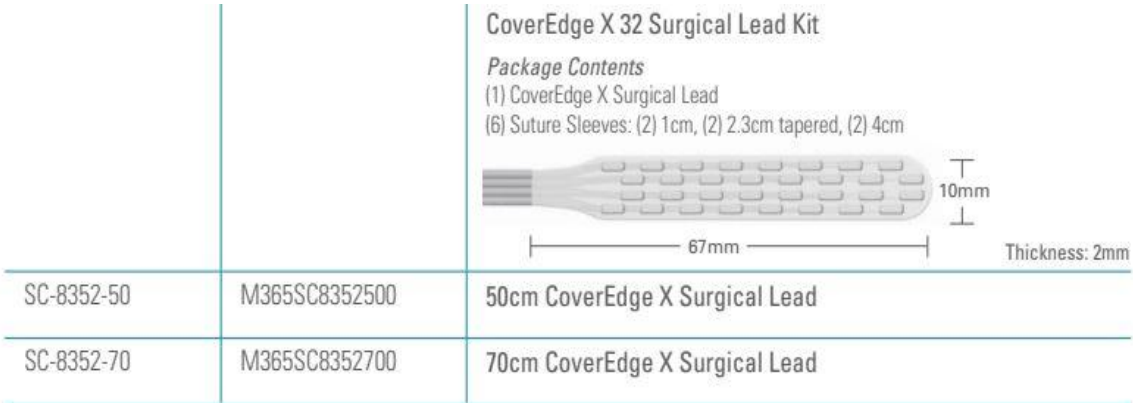 CoverEdge X 32 Surgical Lead Kit
Package Contents
(1) CoverEdge X Surgical Lead
(6) Suture Sleeves: (2) 1cm, (2) 2.3cm tapered, (2) 4cm
10mm
67mm
Thickness: 2mm
SC-8352-50 M365SC8352500 50cm CoverEdge X Surgical Lead
SC-8352-70 M365SC8352700 70cm CoverEdge X Surgical Lead